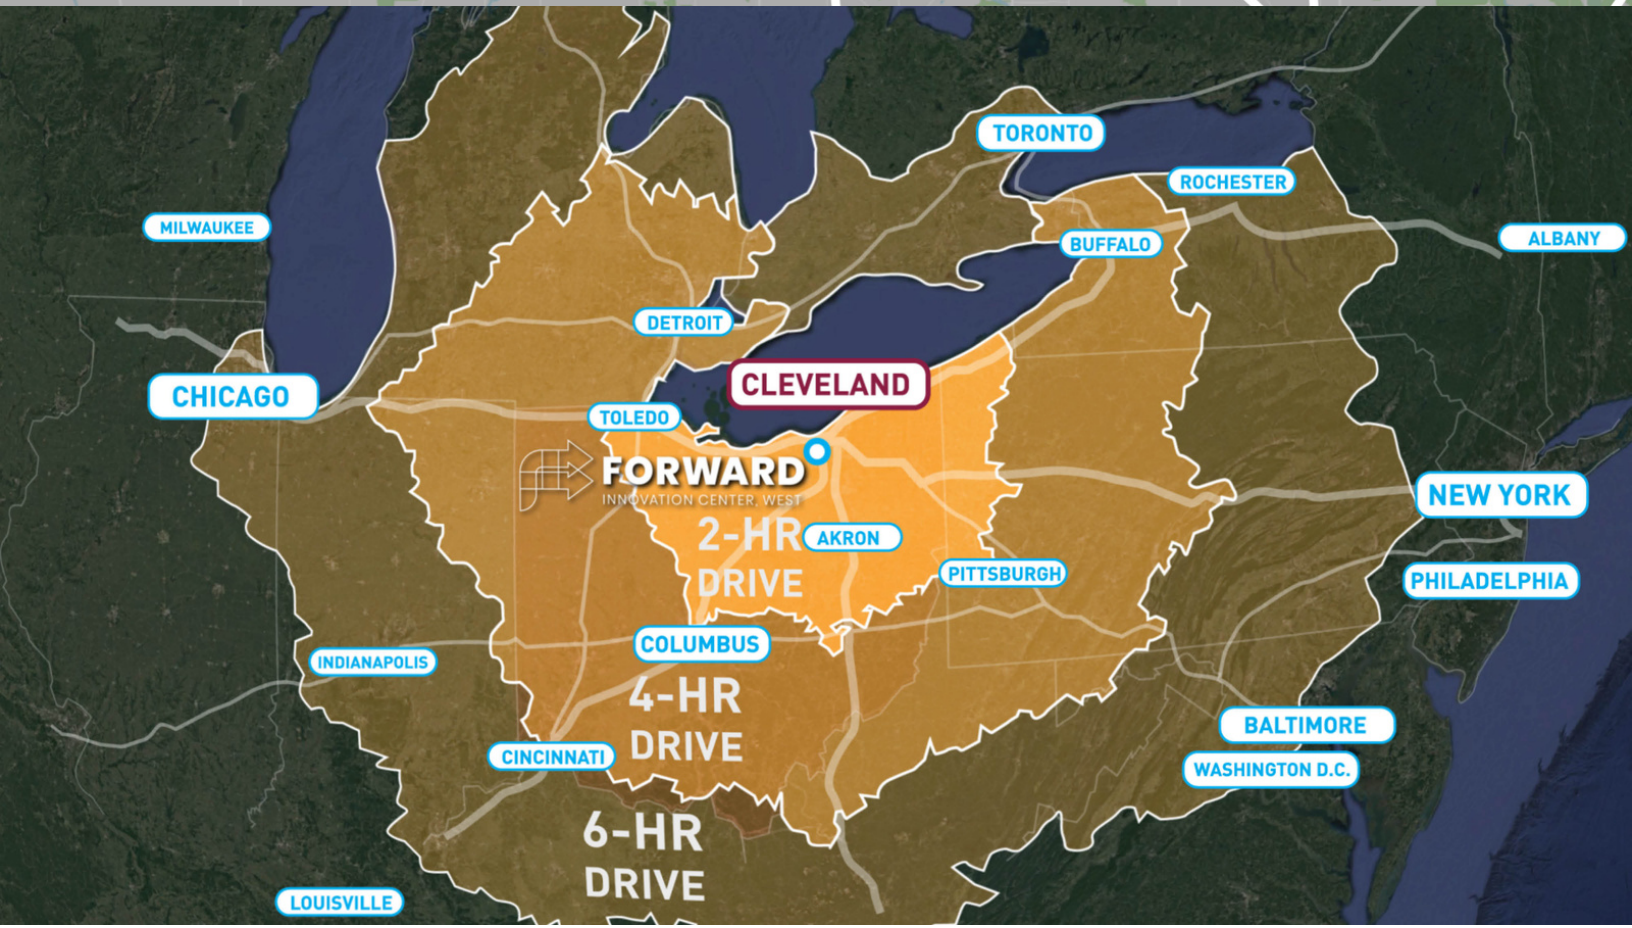 TORONTO
ROCHESTER
MILWAUKEE
ALBANY
BUFFALO
DETROIT
CLEVELAND
CHICAGO
TOLEDO
FORWARD
INNOVATION CENTER, WEST
NEW YORK
2-HR
DRIVE
AKRON
PITTSBURGH
PHILADELPHIA
COLUMBUS
INDIANAPOLIS
4-HR
DRIVE
BALTIMORE
CINCINNATI
WASHINGTON D.C.
6-HR
DRIVE
LOUISVILLE